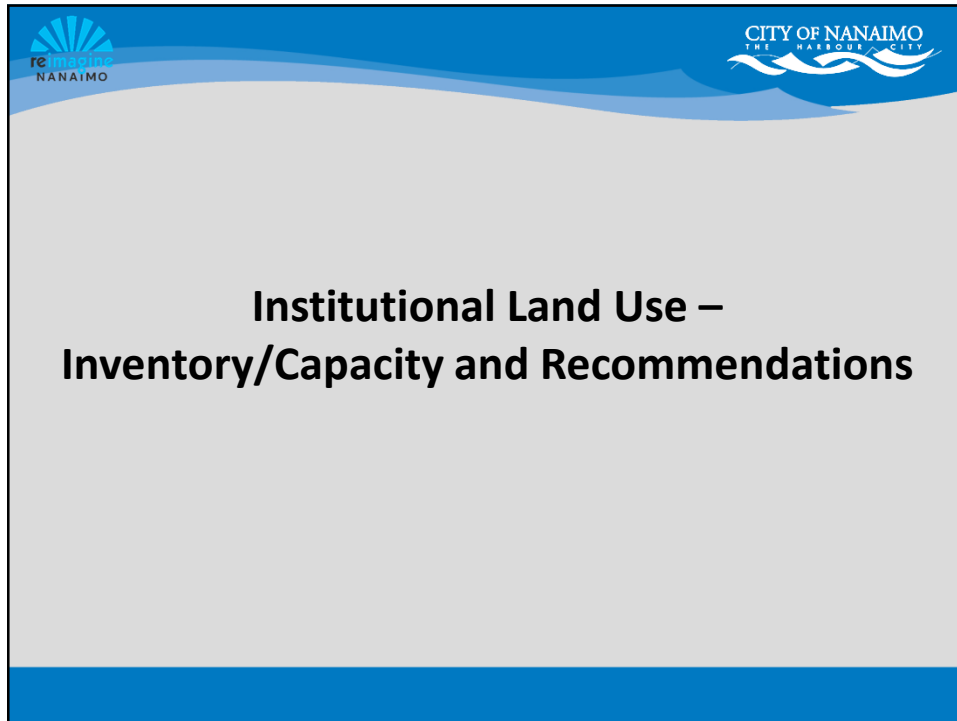 reimagine
NANAIMO
CITY OF NANAIMO
THE HARBOUR CITY
Institutional Land Use –
Inventory/Capacity and Recommendations